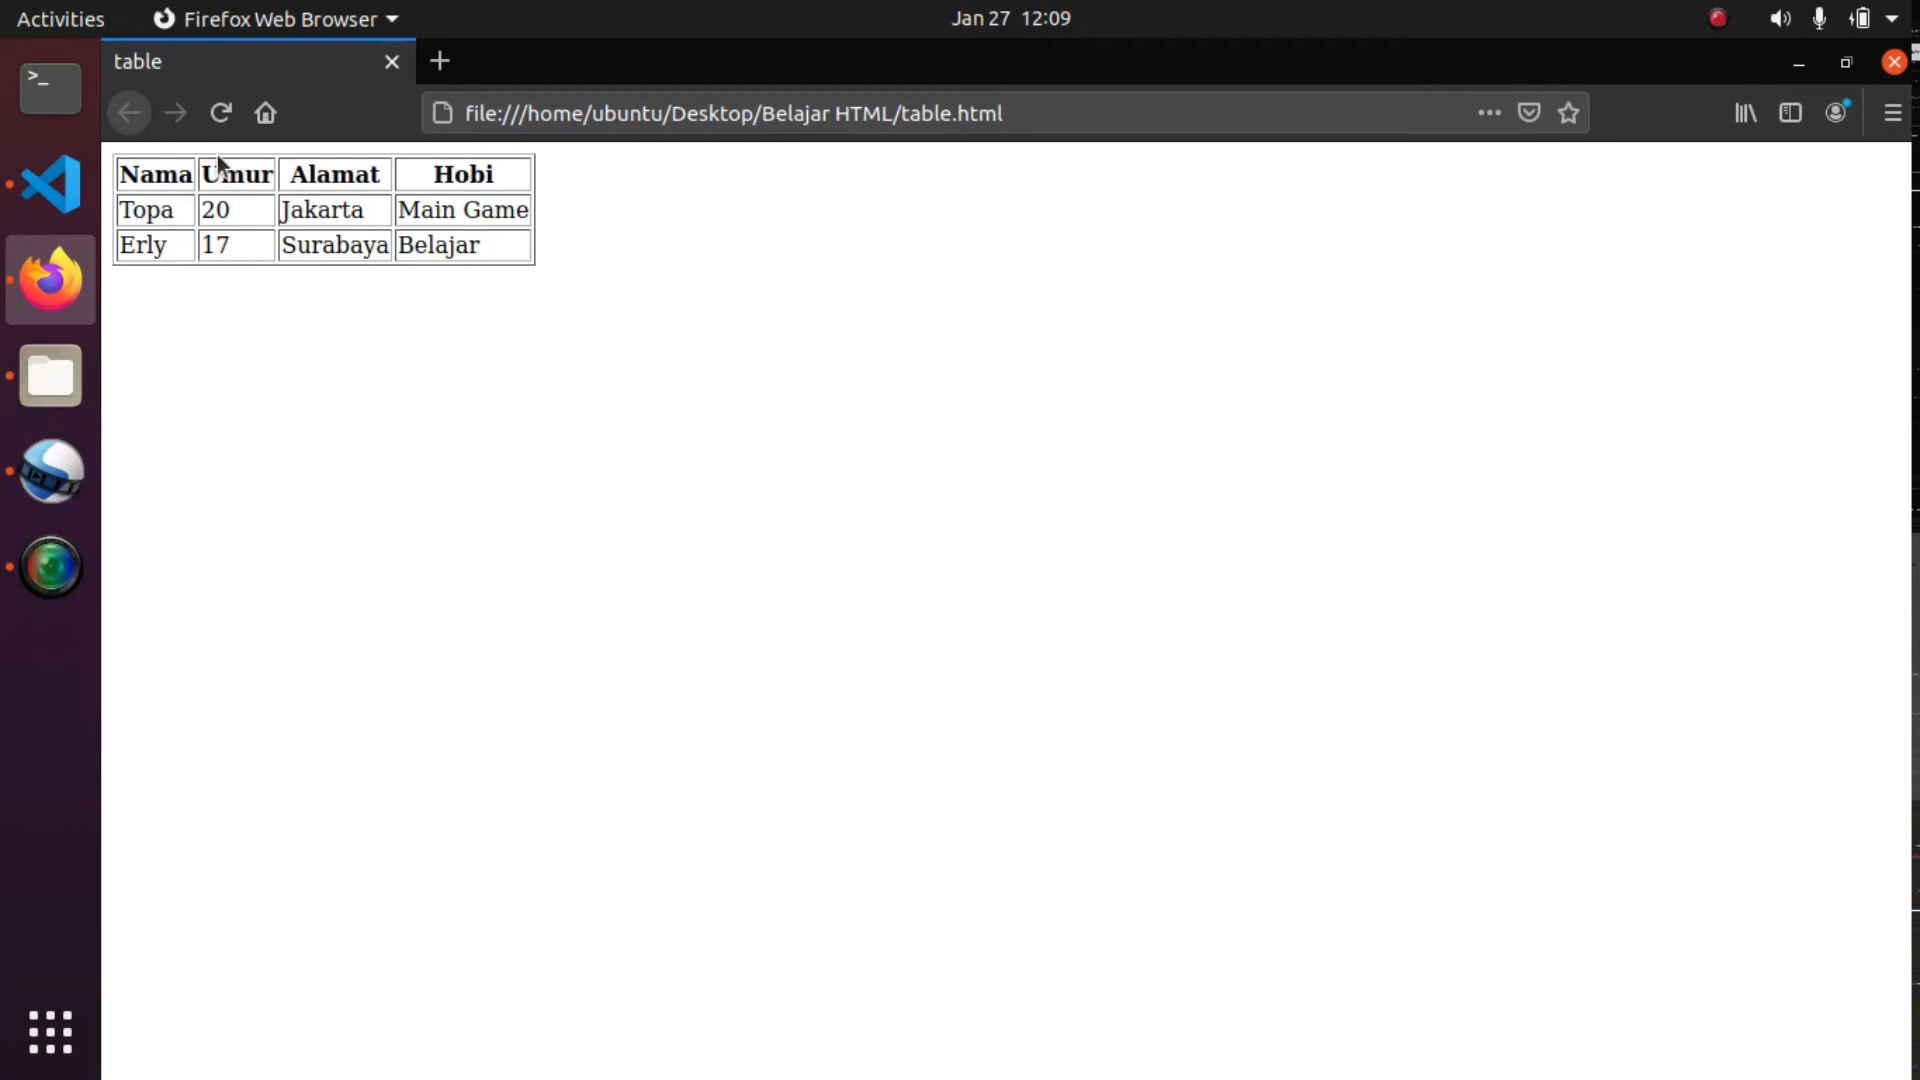 Activities Firefox Web Browser Jan 27 12:09
table
file:///home/ubuntu/Desktop/Belajar HTML/table.html
Nama Umur Alamat Hobi
Topa 20 Jakarta Main Game
Erly 17 Surabaya Belajar